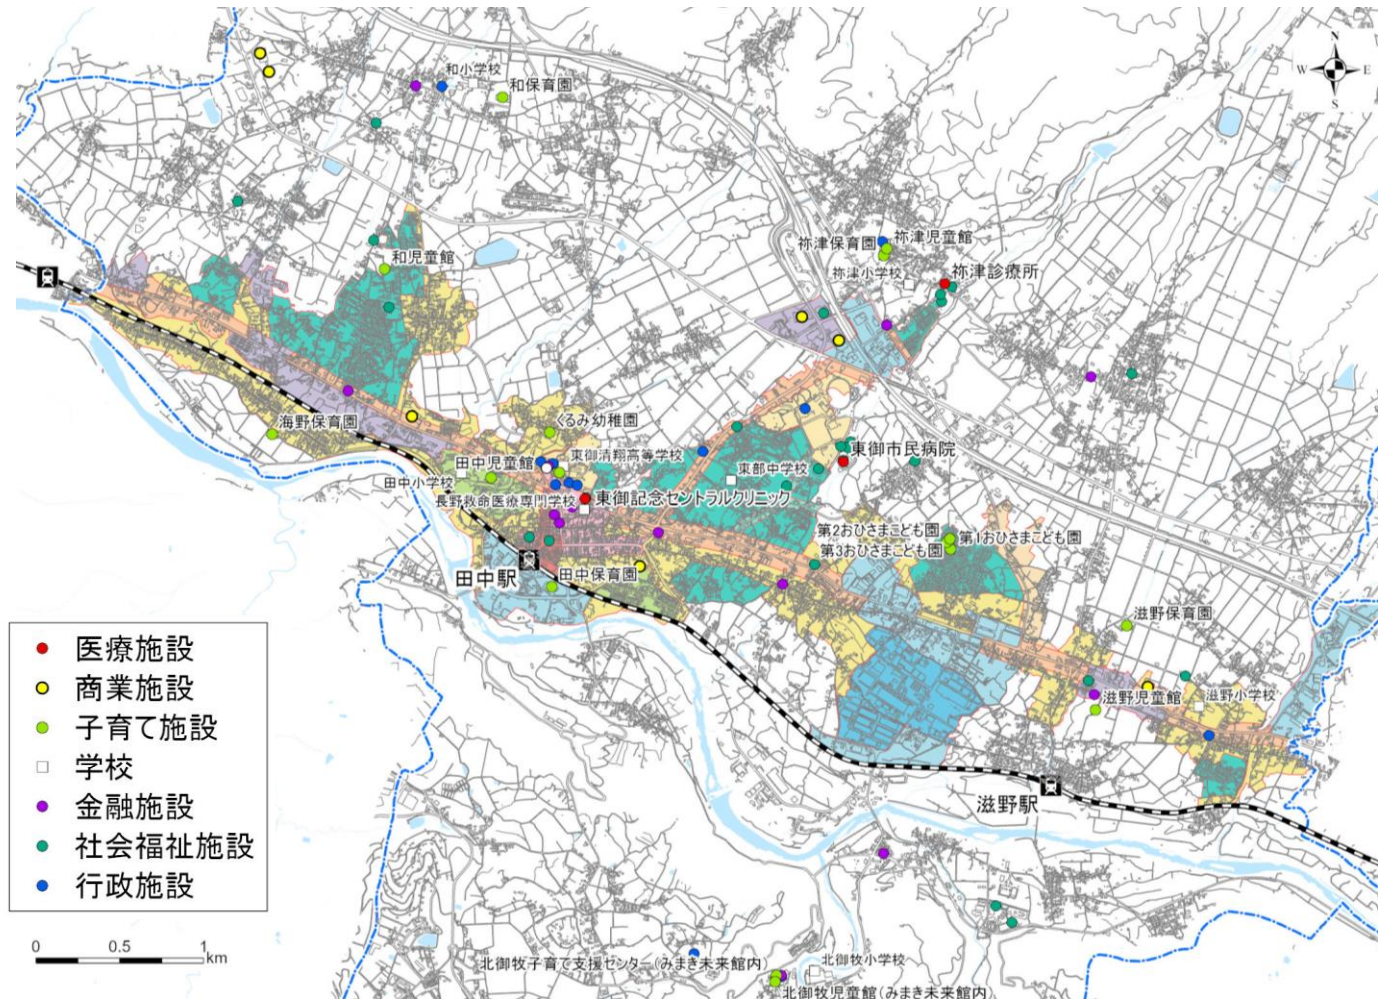 N
W E
S
和小学校
和保育園
祢津保育園
祢津児童館
祢津小学校
祢津診療所
和児童館
海野保育園
くるみ幼稚園
田中児童館
東御清翔高等学校
田中小学校
長野救命医療専門学校
東御記念セントラルクリニック
東部中学校
東御市民病院
第2おひさまこども園
第1おひさまこども園
第3おひさまこども園
田中駅
田中保育園
滋野保育園
滋野児童館
滋野小学校
滋野駅
医療施設
商業施設
子育て施設
学校
金融施設
社会福祉施設
行政施設
0 0.5 1
km
北御牧子育て支援センター(みまき未来館内)
北御牧小学校
北御牧児童館(みまき未来館内)